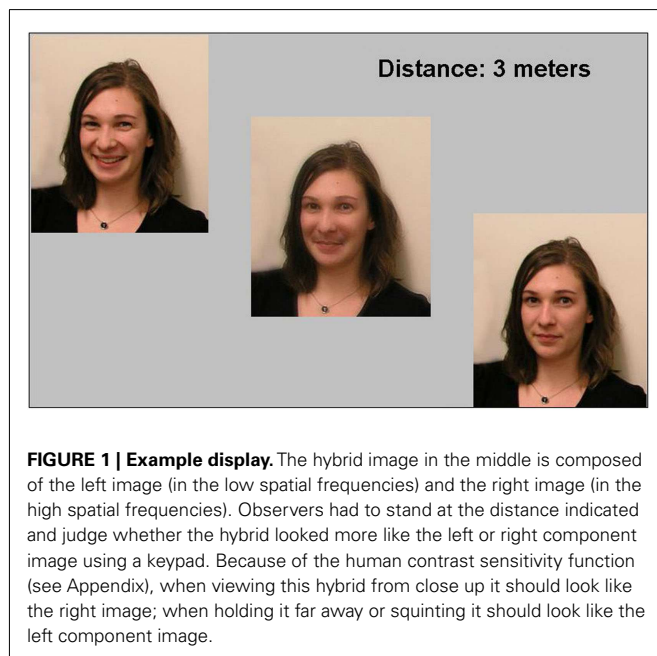 Distance: 3 meters
FIGURE 1 | Example display. The hybrid image in the middle is composed
of the left image (in the low spatial frequencies) and the right image (in the
high spatial frequencies). Observers had to stand at the distance indicated
and judge whether the hybrid looked more like the left or right component
image using a keypad. Because of the human contrast sensitivity function
(see Appendix), when viewing this hybrid from close up it should look like
the right image; when holding it far away or squinting it should look like the
left component image.